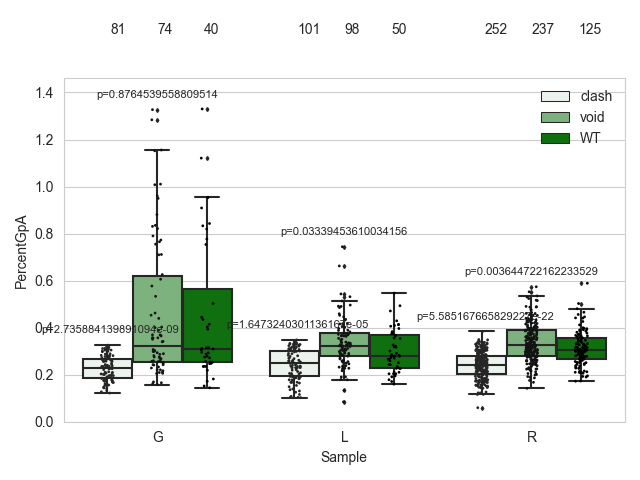 81 74 40 101 98 50 252 237 125
1.4
1.2
1.0
0.8
0.6
0.4
0.2
0.0
PercentGpA
p=0.8764539558809514
p=0.03339453610034156
p=0.003644722162233529
clash
void
WT
G L R
Sample